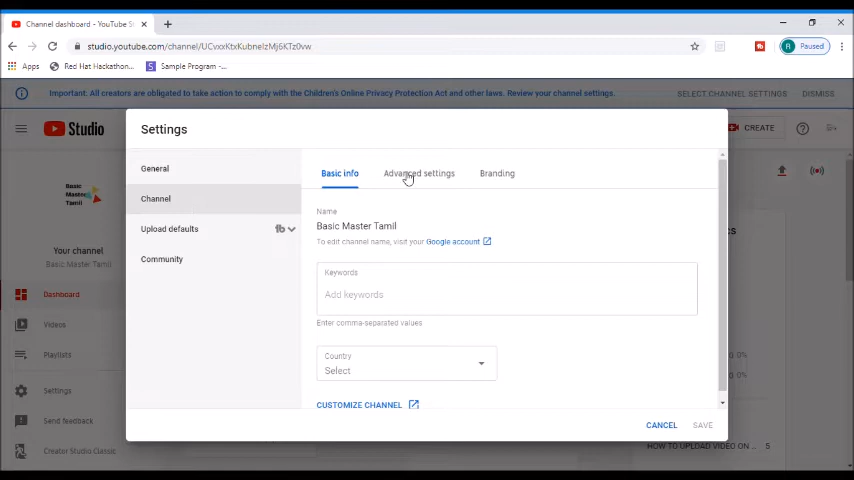 Channel dashboard - YouTube St
studio.youtube.com/channel/UCvxxKtxKubnelzMj6KTz0vw
Paused
Apps
Red Hat Hackathon...
Sample Program -...
Important: All creators are obligated to take action to comply with the Children's Online Privacy Protection Act and other laws. Review your channel settings.
SELECT CHANNEL SETTINGS
DISMISS
Studio
CREATE
Settings
General
Channel
Upload defaults
Community
Basic info
Advanced settings
Branding
Name
Basic Master Tamil
To edit channel name, visit your Google account
Keywords
Add keywords
Enter comma-separated values
Country
Select
CUSTOMIZE CHANNEL
CANCEL
SAVE
Basic
Master
Tamil
Your channel
Basic Master Tamil
Dashboard
Videos
Playlists
Settings
Send feedback
Creator Studio Classic
HOW TO UPLOAD VIDEO ON ...
5